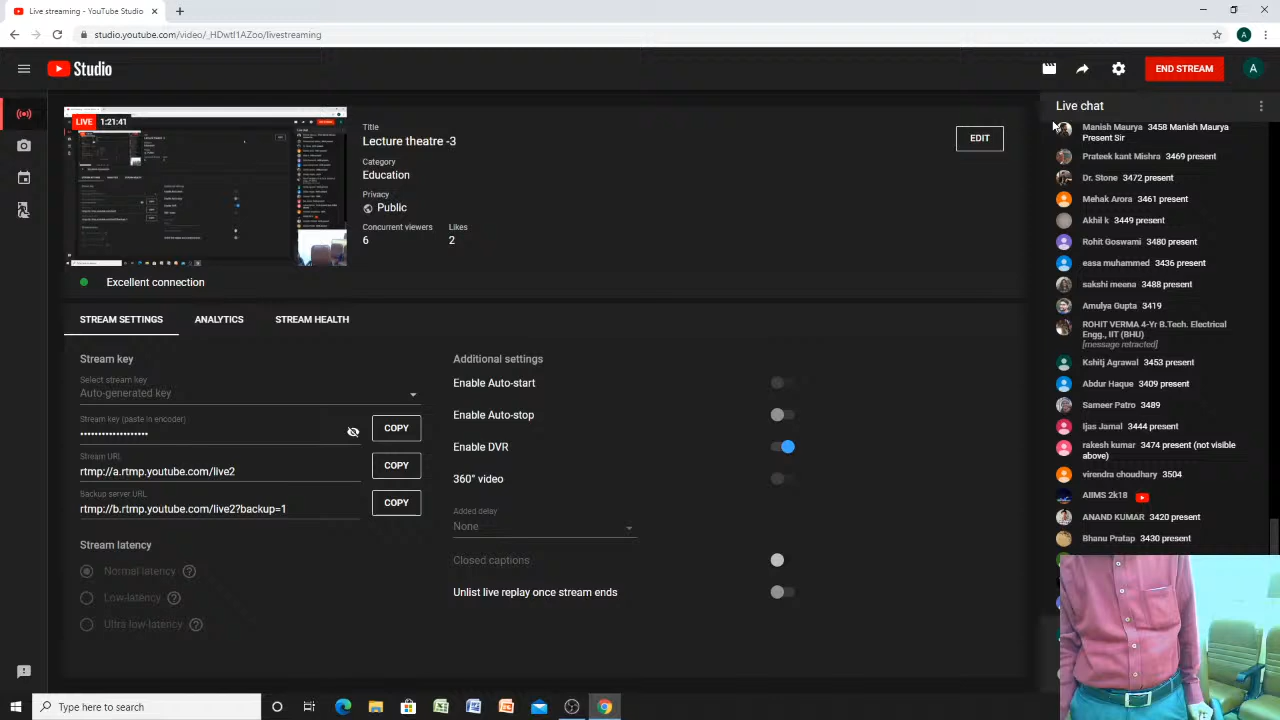 Live streaming - YouTube Studio
studio.youtube.com/video/_HDwtl1AZoo/livestreaming
A
Studio
END STREAM
A
LIVE 1:21:41
Title
Lecture theatre -3
EDIT
Category
Education
Privacy
Public
Concurrent viewers Likes
6 2
Excellent connection
STREAM SETTINGS ANALYTICS STREAM HEALTH
Stream key
Select stream key
Auto-generated key
Stream key (paste in encoder)
COPY
Stream URL
rtmp://a.rtmp.youtube.com/live2
COPY
Backup server URL
rtmp://b.rtmp.youtube.com/live2?backup=1
COPY
Stream latency
Normal latency
Low-latency
Ultra low-latency
Additional settings
Enable Auto-start
Enable Auto-stop
Enable DVR
360° video
Added delay
None
Closed captions
Unlist live replay once stream ends
Live chat
Manish Maurya 3458 Manish Maurya
Present Sir
Prateek kant Mishra 3469 present
Dr. Stone 3472 present
Mehak Arora 3461 present
Akhil k 3449 present
Rohit Goswami 3480 present
easa muhammed 3436 present
sakshi meena 3488 present
Amulya Gupta 3419
ROHIT VERMA 4-Yr B.Tech. Electrical
Engg., IIT (BHU)
[message retracted]
Kshitj Agrawal 3453 present
Abdur Haque 3409 present
Sameer Patro 3489
Ijas Jamal 3444 present
rakesh kumar 3474 present (not visible
above)
virendra choudhary 3504
AIIMS 2k18
ANAND KUMAR 3420 present
Bhanu Pratap 3430 present
Type here to search